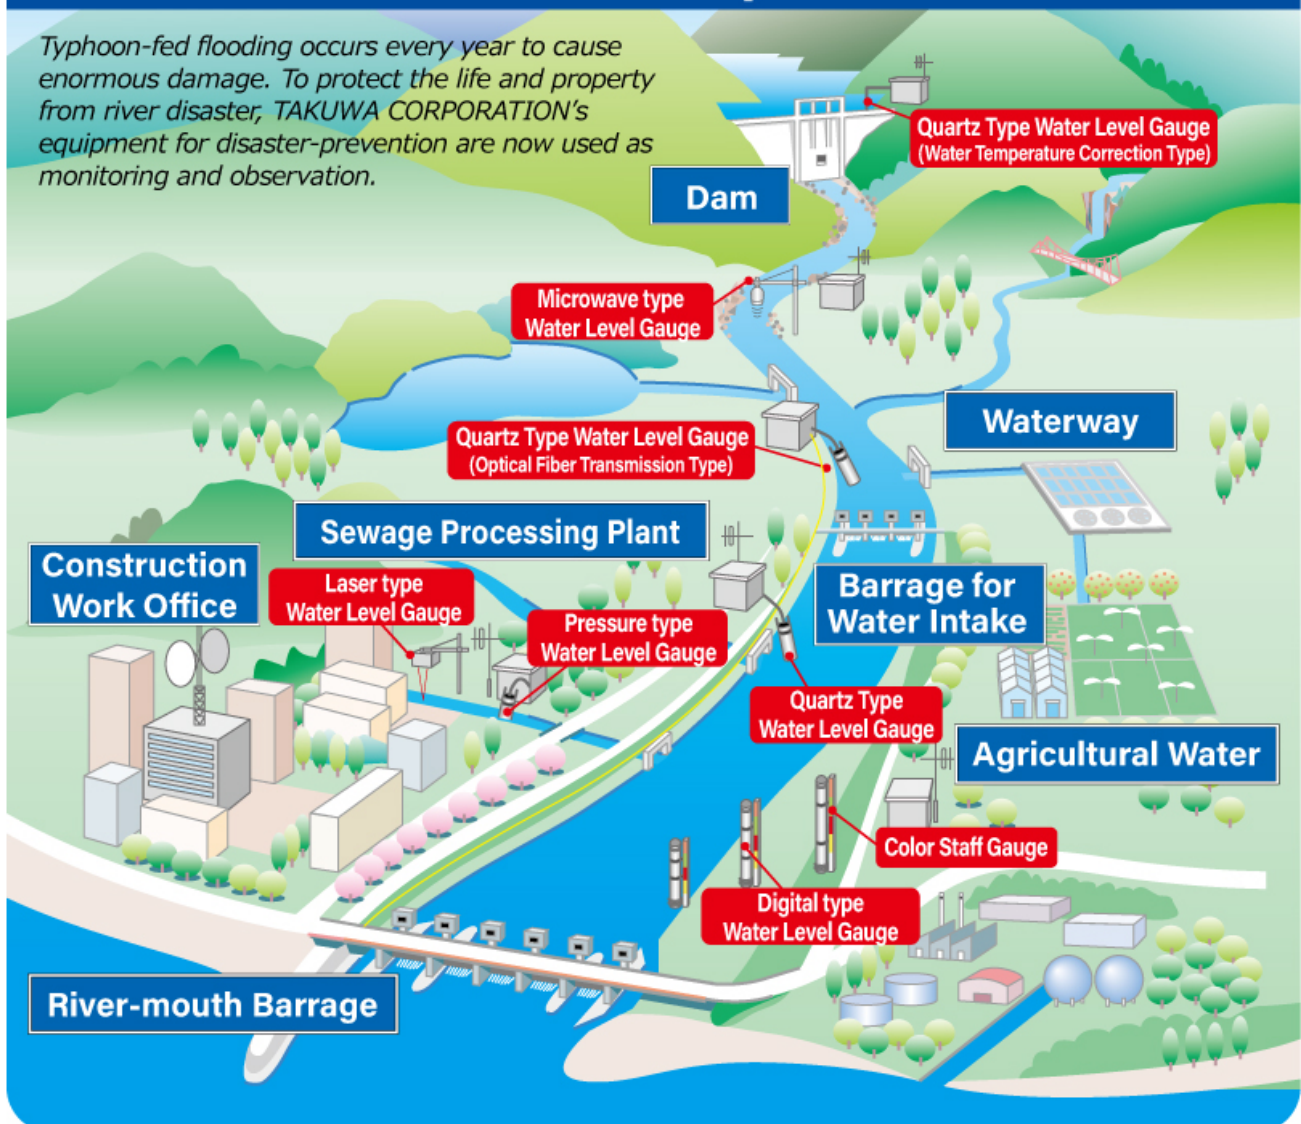 Typhoon-fed flooding occurs every year to cause
enormous damage. To protect the life and property
from river disaster, TAKUWA CORPORATION's
equipment for disaster-prevention are now used as
monitoring and observation.
Quartz Type Water Level Gauge
(Water Temperature Correction Type)
Dam
Microwave type
Water Level Gauge
Waterway
Quartz Type Water Level Gauge
(Optical Fiber Transmission Type)
Sewage Processing Plant
Construction
Work Office
Laser type
Water Level Gauge
Pressure type
Water Level Gauge
Barrage for
Water Intake
Quartz Type
Water Level Gauge
Agricultural Water
Color Staff Gauge
Digital type
Water Level Gauge
River-mouth Barrage